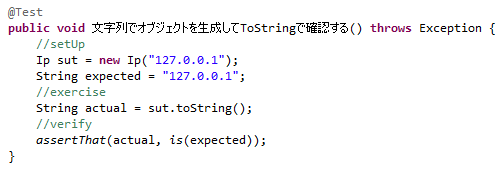 @Test
public void 文字列でオブジェクトを生成してToStringで確認する() throws Exception {
    //setUp
    Ip sut = new Ip("127.0.0.1");
    String expected = "127.0.0.1";
    //exercise
    String actual = sut.toString();
    //verify
    assertThat(actual, is(expected));
}